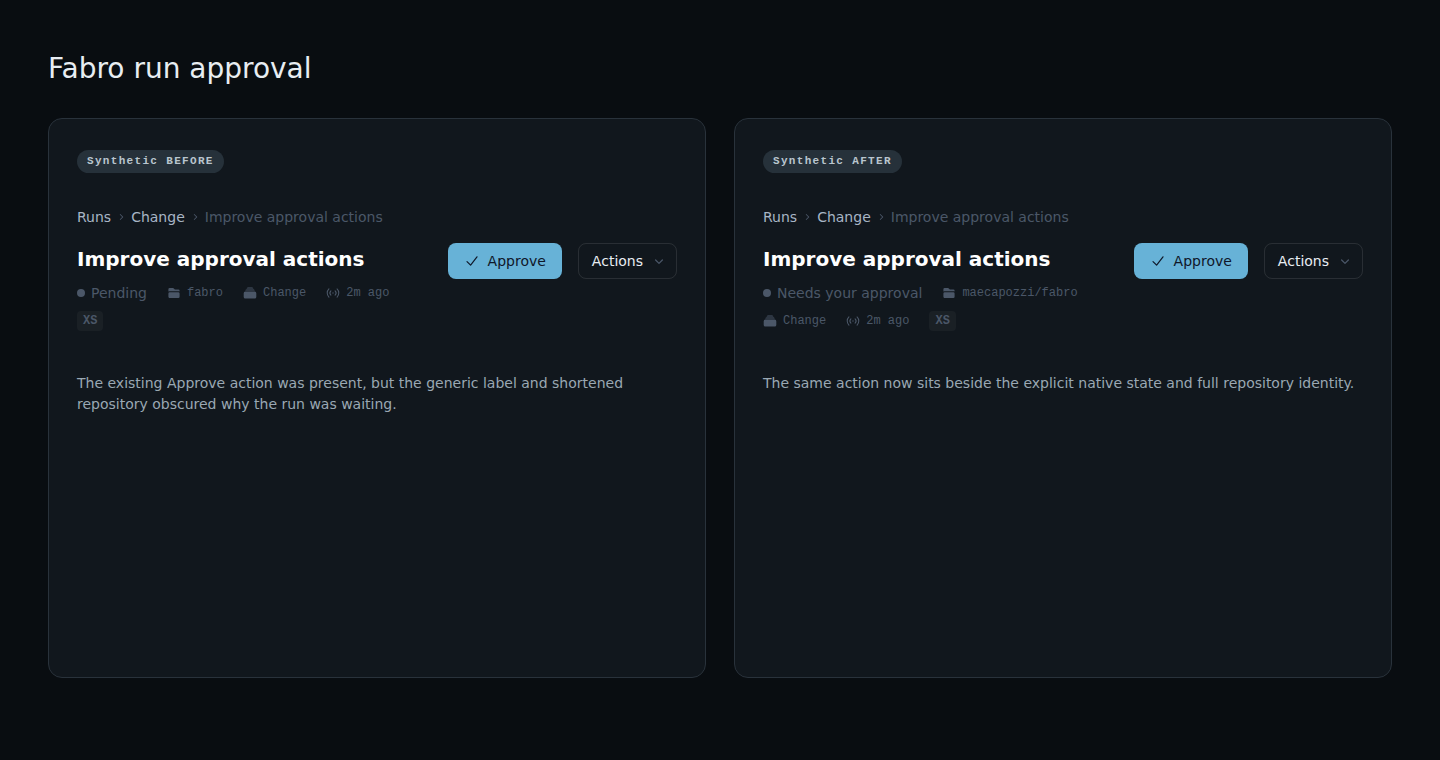 Fabro run approval
Synthetic BEFORE
Runs › Change › Improve approval actions
Improve approval actions
Approve
Actions
Pending fabro Change 2m ago
XS
The existing Approve action was present, but the generic label and shortened
repository obscured why the run was waiting.
Synthetic AFTER
Runs › Change › Improve approval actions
Improve approval actions
Approve
Actions
Needs your approval maecapozzi/fabro
Change 2m ago XS
The same action now sits beside the explicit native state and full repository identity.